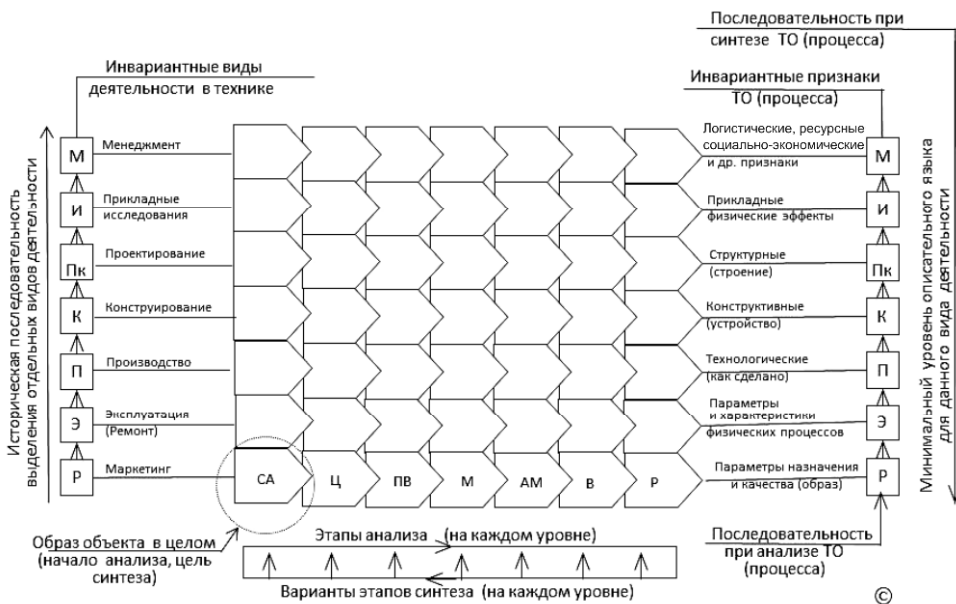 Последовательность при
синтезе ТО (процесса)
Инвариантные виды
деятельности в технике
Инвариантные признаки
ТО (процесса)
Историческая последовательность
выделения отдельных видов деятельности
М
Менеджмент
Логистические, ресурсные
социально-экономические
и др. признаки
М
И
Прикладные
исследования
Прикладные
физические эффекты
И
Пк
Проектирование
Структурные
(строение)
Пк
К
Конструирование
Конструктивные
(устройство)
К
П
Производство
Технологические
(как сделано)
П
Э
Эксплуатация
(Ремонт)
Параметры
и характеристики
физических процессов
Э
Р
Маркетинг
СА
Ц
ПВ
М
АМ
В
Р
Параметры назначения
и качества (образ)
Р
Минимальный уровень описательного языка
для данного вида деятельности
Образ объекта в целом
(начало анализа, цель
синтеза)
Этапы анализа (на каждом уровне)
Варианты этапов синтеза (на каждом уровне)
Последовательность
при анализе ТО
(процесса)
©